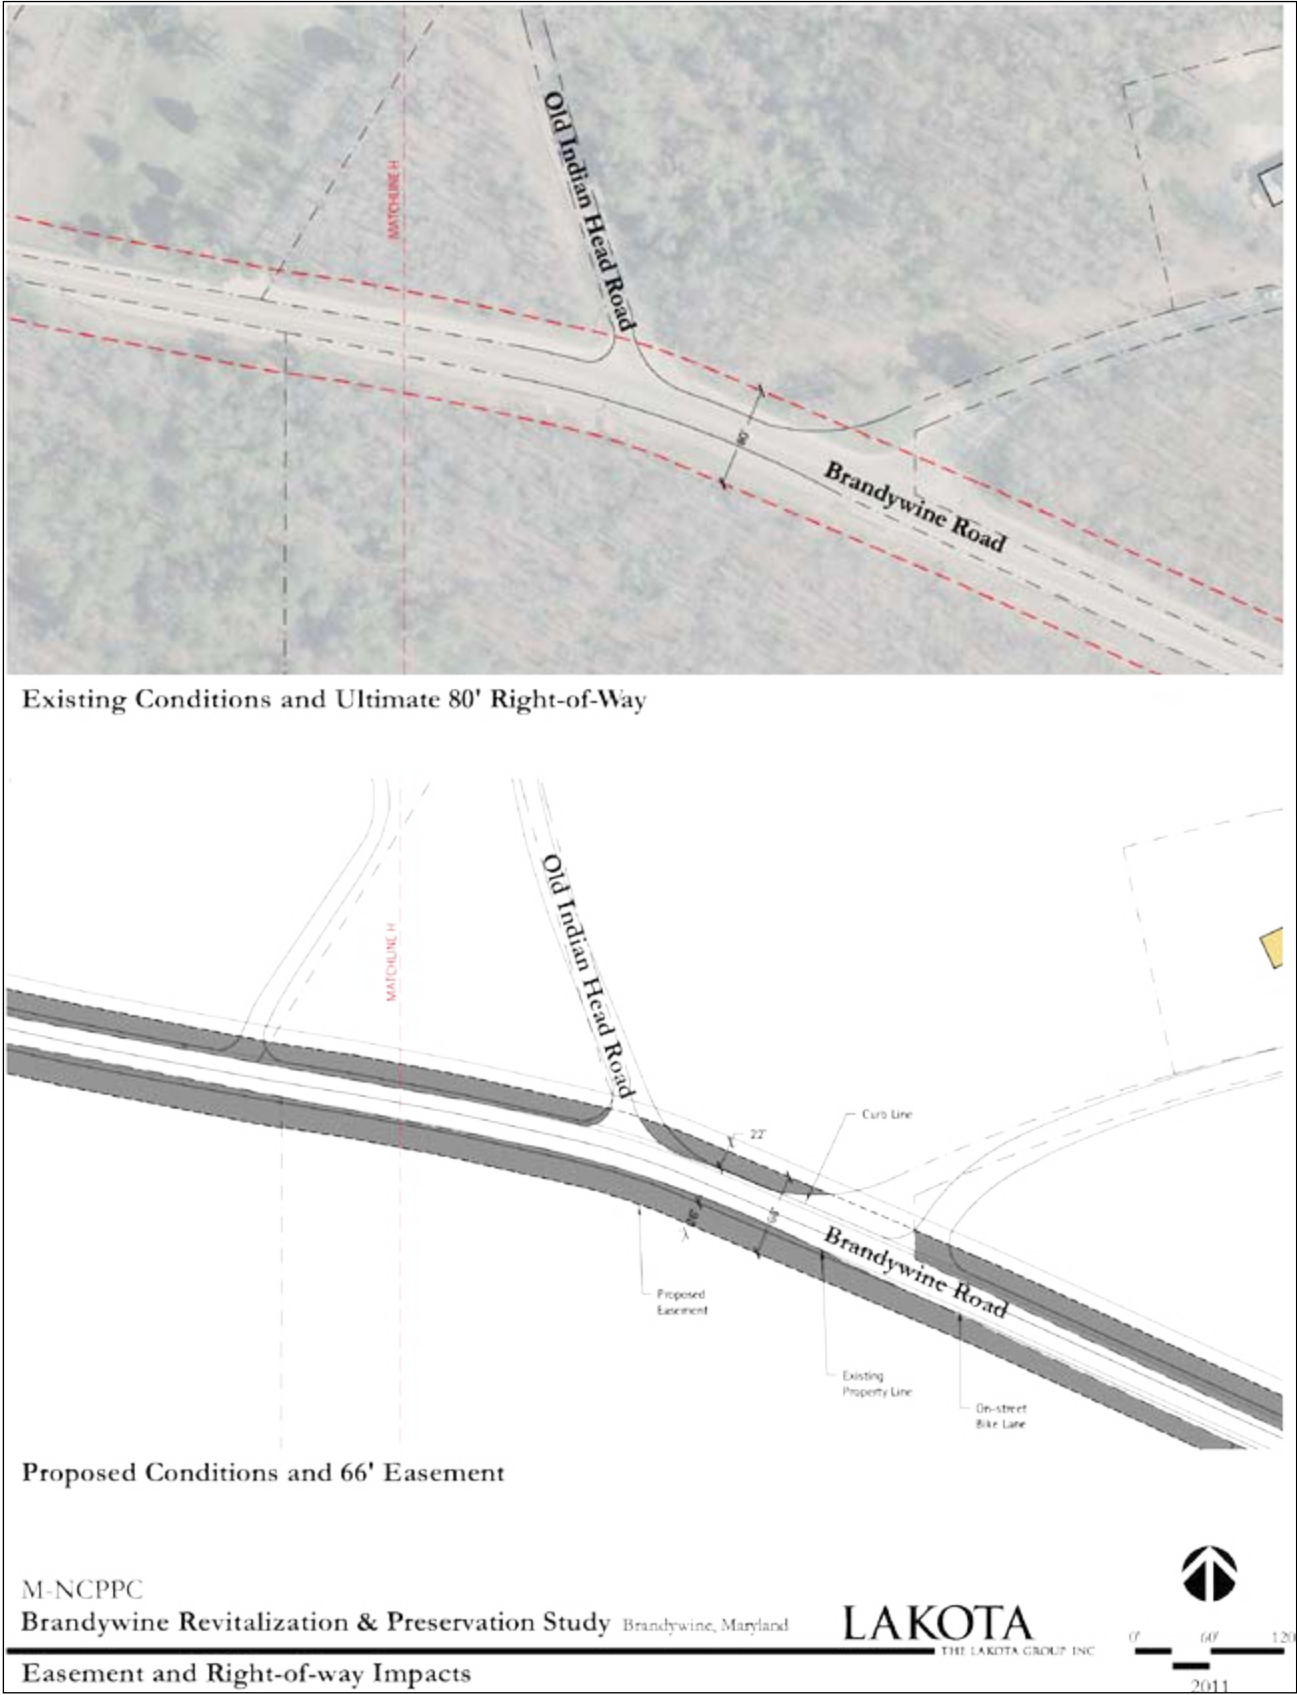 Old Indian Head Road
MATCHLINE H
80'
Brandywine Road
Existing Conditions and Ultimate 80' Right-of-Way
Old Indian Head Road
MATCHLINE H
22'
Curb Line
Brandywine Road
Proposed
Easement
Existing
Property Line
On-street
Bike Lane
Proposed Conditions and 66' Easement
M-NCPPC
Brandywine Revitalization & Preservation Study Brandywine, Maryland
LAKOTA
THE LAKOTA GROUP INC
0' 60' 120
2011
Easement and Right-of-way Impacts